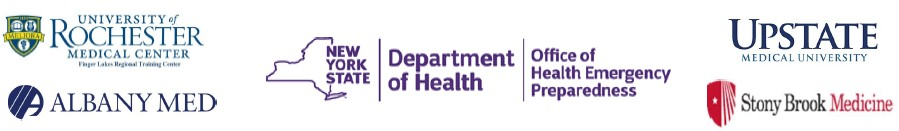 UNIVERSITY of
ROCHESTER
MEDICAL CENTER
Finger Lakes Regional Training Center
MELIORA
ALBANY MED
NEW
YORK
STATE
Department
of Health
Office of
Health Emergency
Preparedness
UPSTATE
MEDICAL UNIVERSITY
Stony Brook Medicine